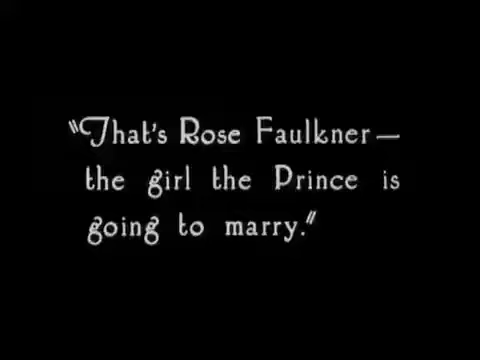 "That's Rose Faulkner—
the girl the Prince is
going to marry."